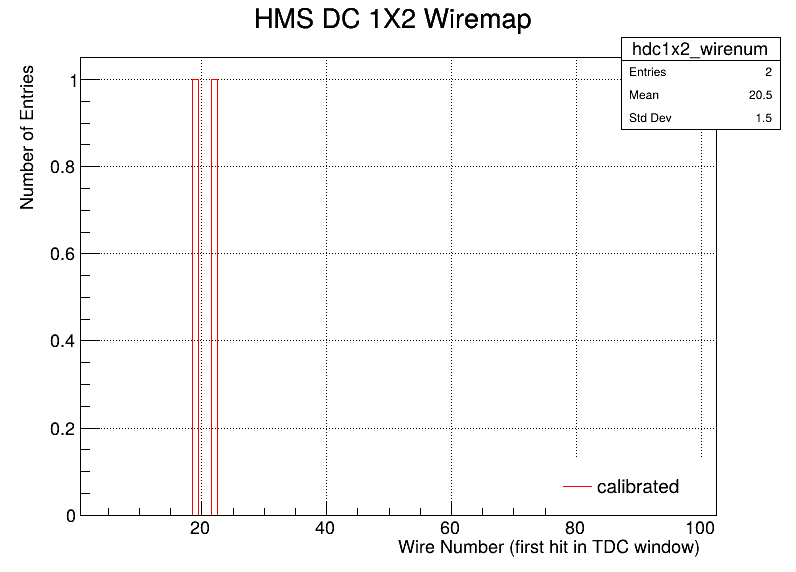 HMS DC 1X2 Wiremap
hdc1x2_wirenum
Entries 2
Mean 20.5
Std Dev 1.5
Number of Entries
1
0.8
0.6
0.4
0.2
0
20 40 60 80 100
calibrated
Wire Number (first hit in TDC window)